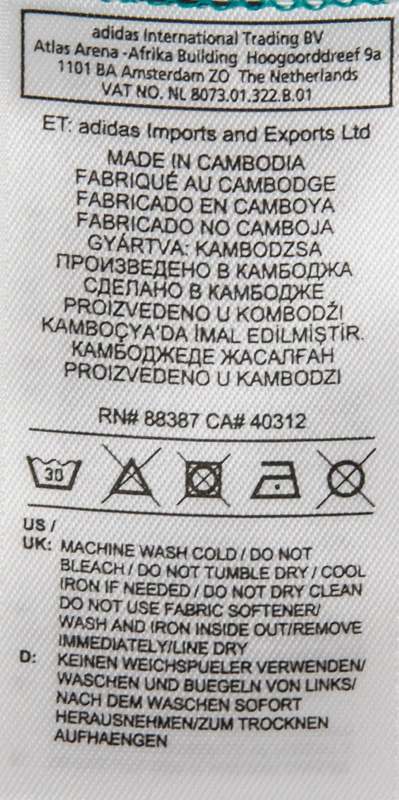 adidas International Trading BV
Atlas Arena -Afrika Building Hoogoorddreef 9a
1101 BA Amsterdam ZO The Netherlands
VAT NO. NL 8073.01.322.B.01
ET: adidas Imports and Exports Ltd
MADE IN CAMBODIA
FABRIQUÉ AU CAMBODGE
FABRICADO EN CAMBOYA
FABRICADO NO CAMBOJA
GYÁRTVA: KAMBODZSA
ПРОИЗВЕДЕНО В КАМБОДЖА
СДЕЛАНО В КАМБОДЖЕ
PROIZVEDENO U KOMBODŽI
KAMBOÇYA'DA İMAL EDİLMİŞTİR.
КАМБОДЖЕДЕ ЖАСАЛҒАН
PROIZVEDENO U KAMBODZI
RN# 88387 CA# 40312
30
US /
UK: MACHINE WASH COLD / DO NOT
BLEACH / DO NOT TUMBLE DRY / COOL
IRON IF NEEDED / DO NOT DRY CLEAN
DO NOT USE FABRIC SOFTENER/
WASH AND IRON INSIDE OUT/REMOVE
IMMEDIATELY/LINE DRY
D: KEINEN WEICHSPUELER VERWENDEN/
WASCHEN UND BUEGELN VON LINKS/
NACH DEM WASCHEN SOFORT
HERAUSNEHMEN/ZUM TROCKNEN
AUFHAENGEN